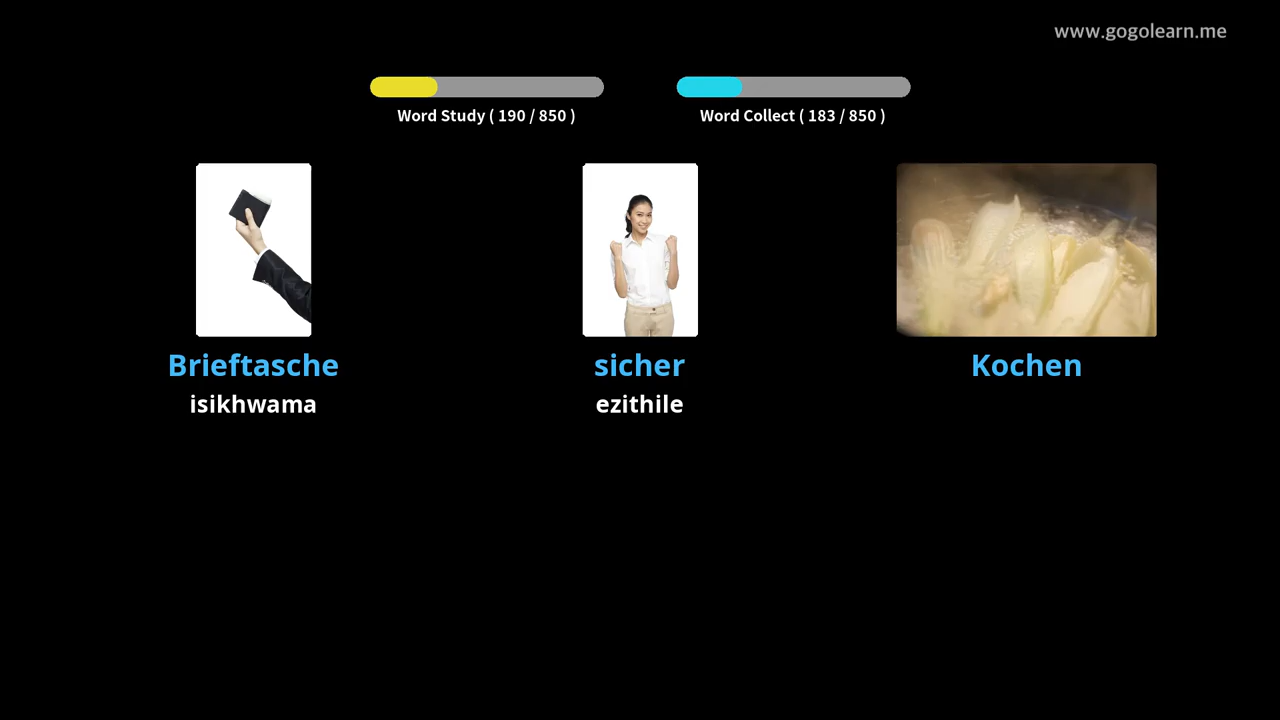 www.gogolearn.me
Word Study ( 190 / 850 )
Word Collect ( 183 / 850 )
Brieftasche
isikhwama
sicher
ezithile
Kochen